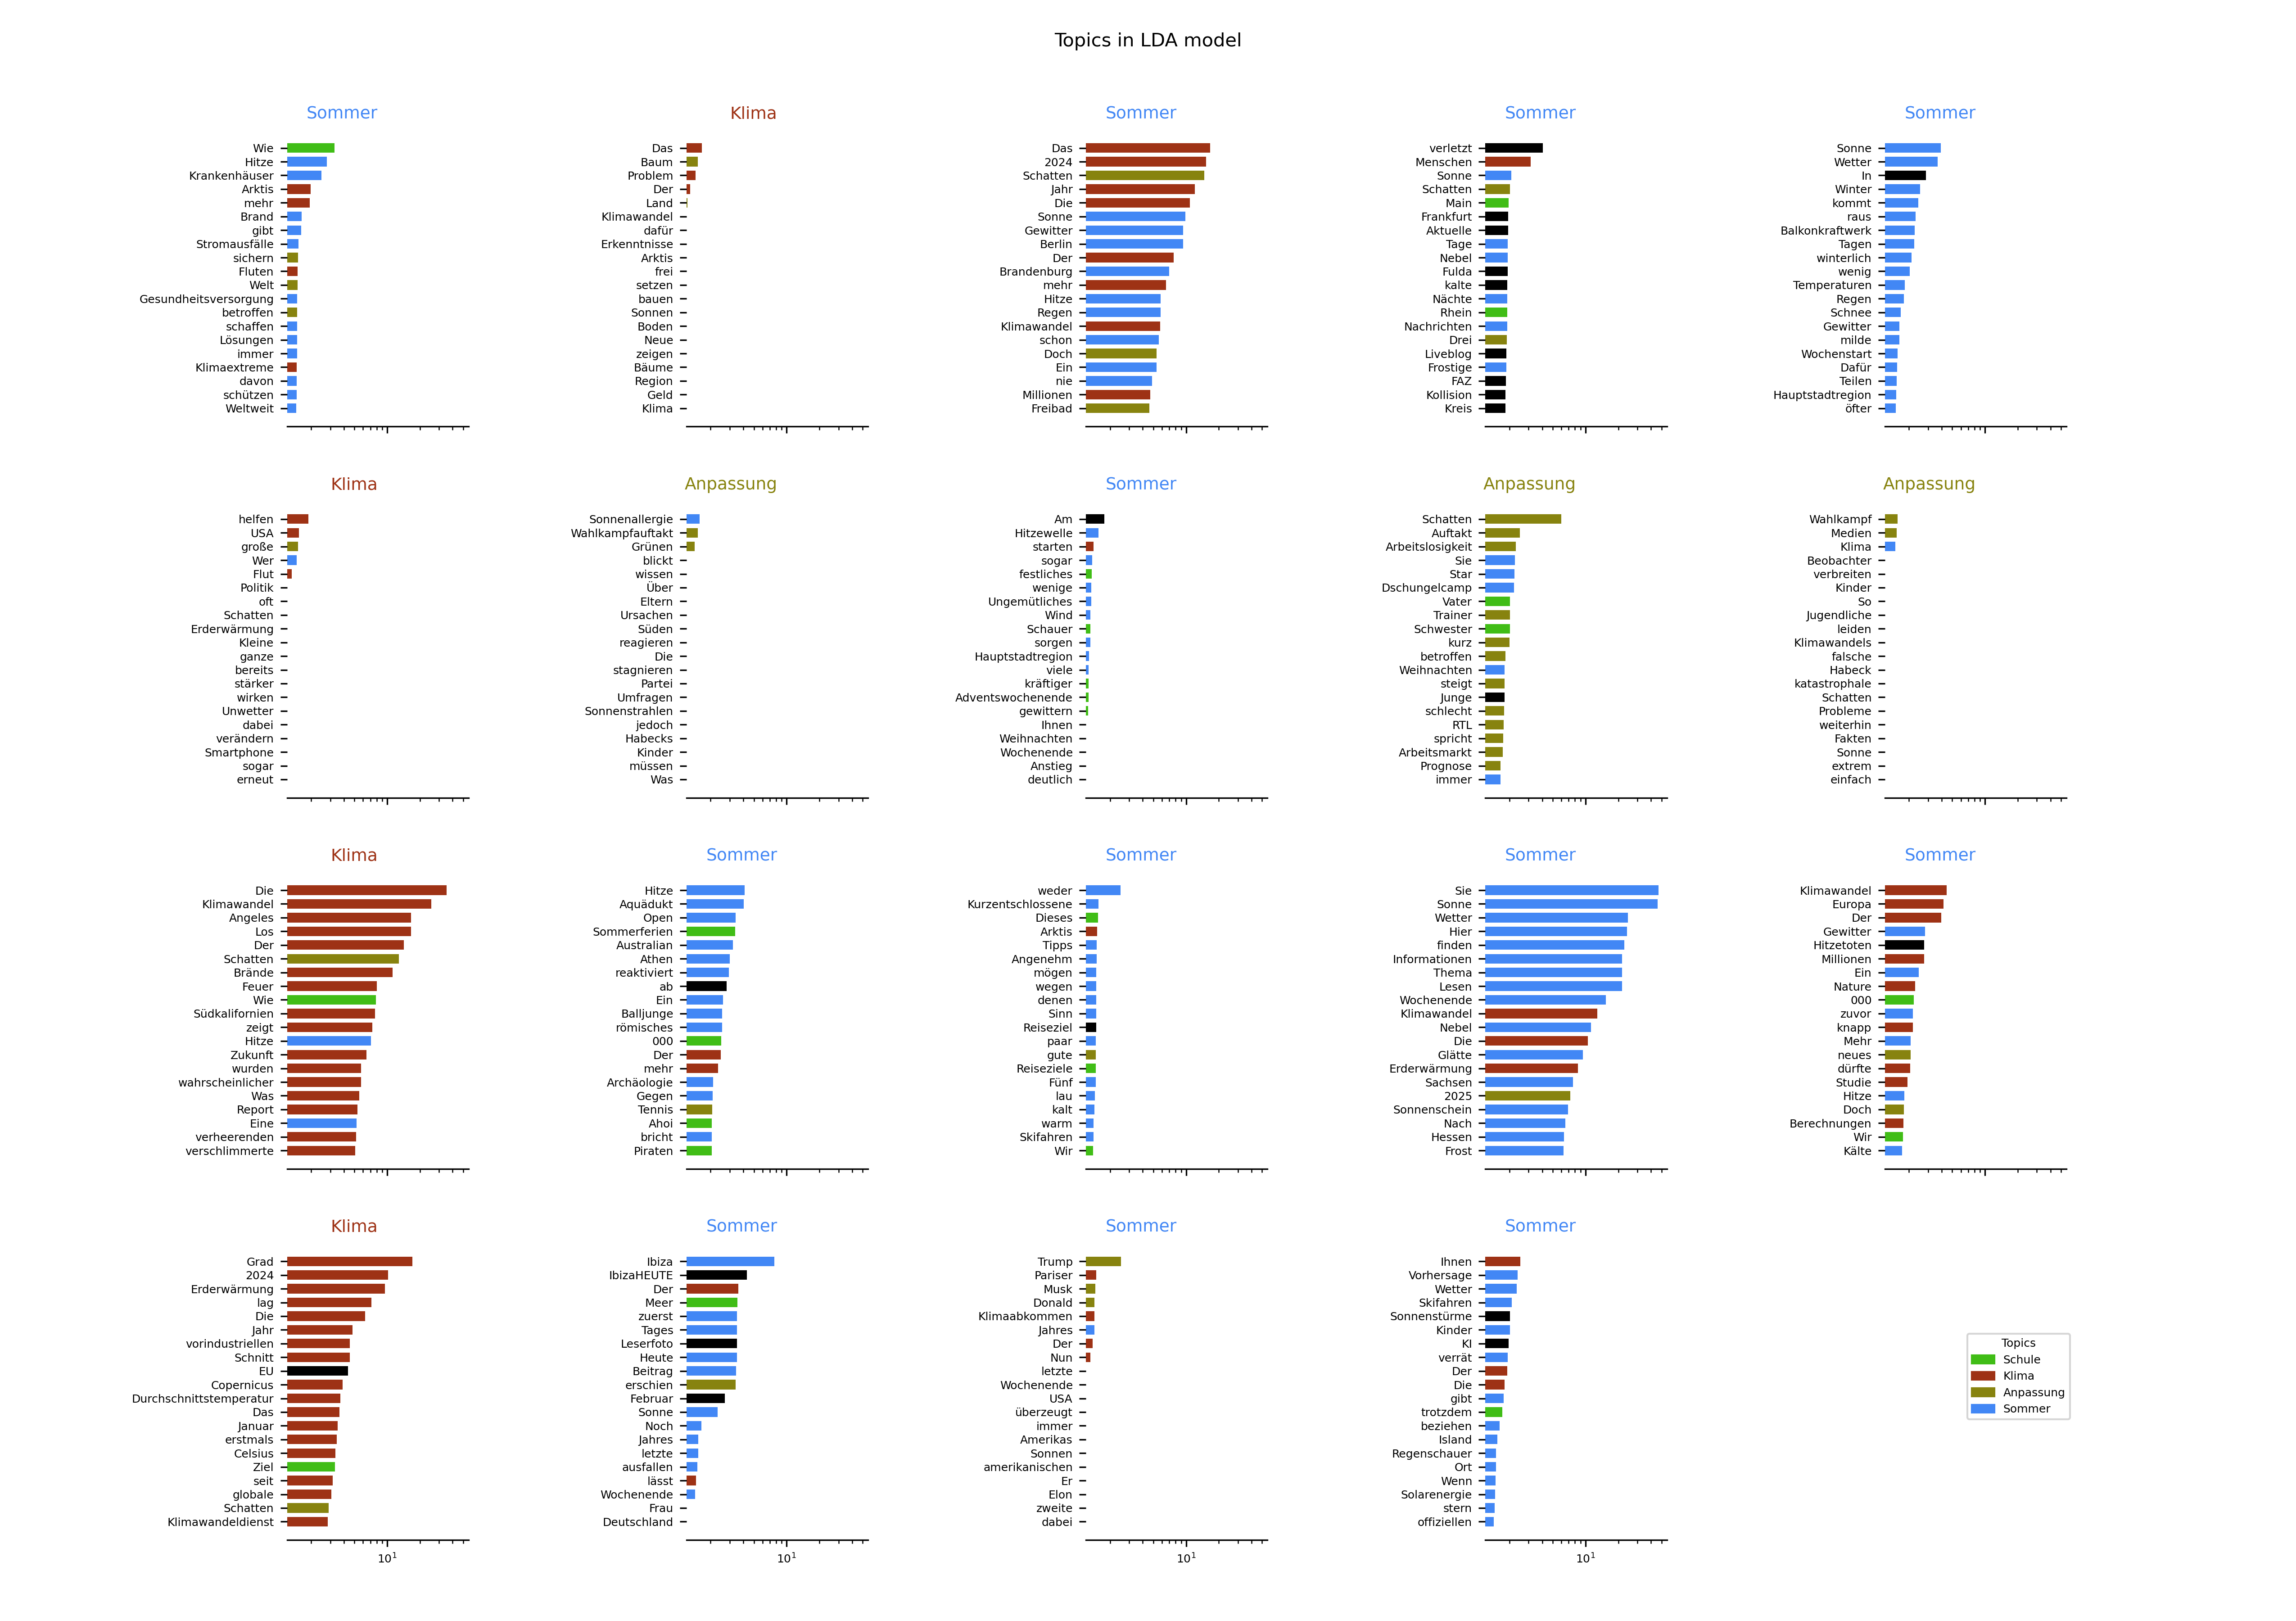 Topics in LDA model
Sommer
Wie
Hitze
Krankenhäuser
Arktis
mehr
Brand
gibt
Stromausfälle
sichern
Fluten
Welt
Gesundheitsversorgung
betroffen
schaffen
Lösungen
immer
Klimaextreme
davon
schützen
Weltweit
Klima
Das
Baum
Problem
Der
Land
Klimawandel
dafür
Erkenntnisse
Arktis
frei
setzen
bauen
Sonnen
Boden
Neue
zeigen
Bäume
Region
Geld
Klima
Sommer
Das
2024
Schatten
Jahr
Die
Sonne
Gewitter
Berlin
Der
Brandenburg
mehr
Hitze
Regen
Klimawandel
schon
Doch
Ein
nie
Millionen
Freibad
Sommer
verletzt
Menschen
Sonne
Schatten
Main
Frankfurt
Aktuelle
Tage
Nebel
Fulda
kalte
Nächte
Rhein
Nachrichten
Drei
Liveblog
Frostige
FAZ
Kollision
Kreis
Sommer
Sonne
Wetter
In
Winter
kommt
raus
Balkonkraftwerk
Tagen
winterlich
wenig
Temperaturen
Regen
Schnee
Gewitter
milde
Wochenstart
Dafür
Teilen
Hauptstadtregion
öfter
Klima
helfen
USA
große
Wer
Flut
Politik
oft
Schatten
Erderwärmung
Kleine
ganze
bereits
stärker
wirken
Unwetter
dabei
verändern
Smartphone
sogar
erneut
Anpassung
Sonnenallergie
Wahlkampfauftakt
Grünen
blickt
wissen
Über
Eltern
Ursachen
Süden
reagieren
Die
stagnieren
Partei
Umfragen
Sonnenstrahlen
jedoch
Habecks
Kinder
müssen
Was
Sommer
Am
Hitzewelle
starten
sogar
festliches
wenige
Ungemütliches
Wind
Schauer
sorgen
Hauptstadtregion
viele
kräftiger
Adventswochenende
gewittern
Ihnen
Weihnachten
Wochenende
Anstieg
deutlich
Anpassung
Schatten
Auftakt
Arbeitslosigkeit
Sie
Star
Dschungelcamp
Vater
Trainer
Schwester
kurz
betroffen
Weihnachten
steigt
Junge
schlecht
RTL
spricht
Arbeitsmarkt
Prognose
immer
Anpassung
Wahlkampf
Medien
Klima
Beobachter
verbreiten
Kinder
So
Jugendliche
leiden
Klimawandels
falsche
Habeck
katastrophale
Schatten
Probleme
weiterhin
Fakten
Sonne
extrem
einfach
Klima
Die
Klimawandel
Angeles
Los
Der
Schatten
Brände
Feuer
Wie
Südkalifornien
zeigt
Hitze
Zukunft
wurden
wahrscheinlicher
Was
Report
Eine
verheerenden
verschlimmerte
Sommer
Hitze
Aquädukt
Open
Sommerferien
Australian
Athen
reaktiviert
ab
Ein
Balljunge
römisches
000
Der
mehr
Archäologie
Gegen
Tennis
Ahoi
bricht
Piraten
Sommer
weder
Kurzentschlossene
Dieses
Arktis
Tipps
Angenehm
mögen
wegen
denen
Sinn
Reiseziel
paar
gute
Reiseziele
Fünf
lau
kalt
warm
Skifahren
Wir
Sommer
Sie
Sonne
Wetter
Hier
finden
Informationen
Thema
Lesen
Wochenende
Klimawandel
Nebel
Die
Glätte
Erderwärmung
Sachsen
2025
Sonnenschein
Nach
Hessen
Frost
Sommer
Klimawandel
Europa
Der
Gewitter
Hitzetoten
Millionen
Ein
Nature
000
zuvor
knapp
Mehr
neues
dürfte
Studie
Hitze
Doch
Berechnungen
Wir
Kälte
Klima
Grad
2024
Erderwärmung
lag
Die
Jahr
vorindustriellen
Schnitt
EU
Copernicus
Durchschnittstemperatur
Das
Januar
erstmals
Celsius
Ziel
seit
globale
Schatten
Klimawandeldienst
10¹
Sommer
Ibiza
IbizaHEUTE
Der
Meer
zuerst
Tages
Leserfoto
Heute
Beitrag
erschien
Februar
Sonne
Noch
Jahres
letzte
ausfallen
lässt
Wochenende
Frau
Deutschland
10¹
Sommer
Trump
Pariser
Musk
Donald
Klimaabkommen
Jahres
Der
Nun
letzte
Wochenende
USA
überzeugt
immer
Amerikas
Sonnen
amerikanischen
Er
Elon
zweite
dabei
10¹
Sommer
Ihnen
Vorhersage
Wetter
Skifahren
Sonnenstürme
Kinder
KI
verrät
Der
Die
gibt
trotzdem
beziehen
Island
Regenschauer
Ort
Wenn
Solarenergie
stern
offiziellen
10¹
Topics
Schule
Klima
Anpassung
Sommer